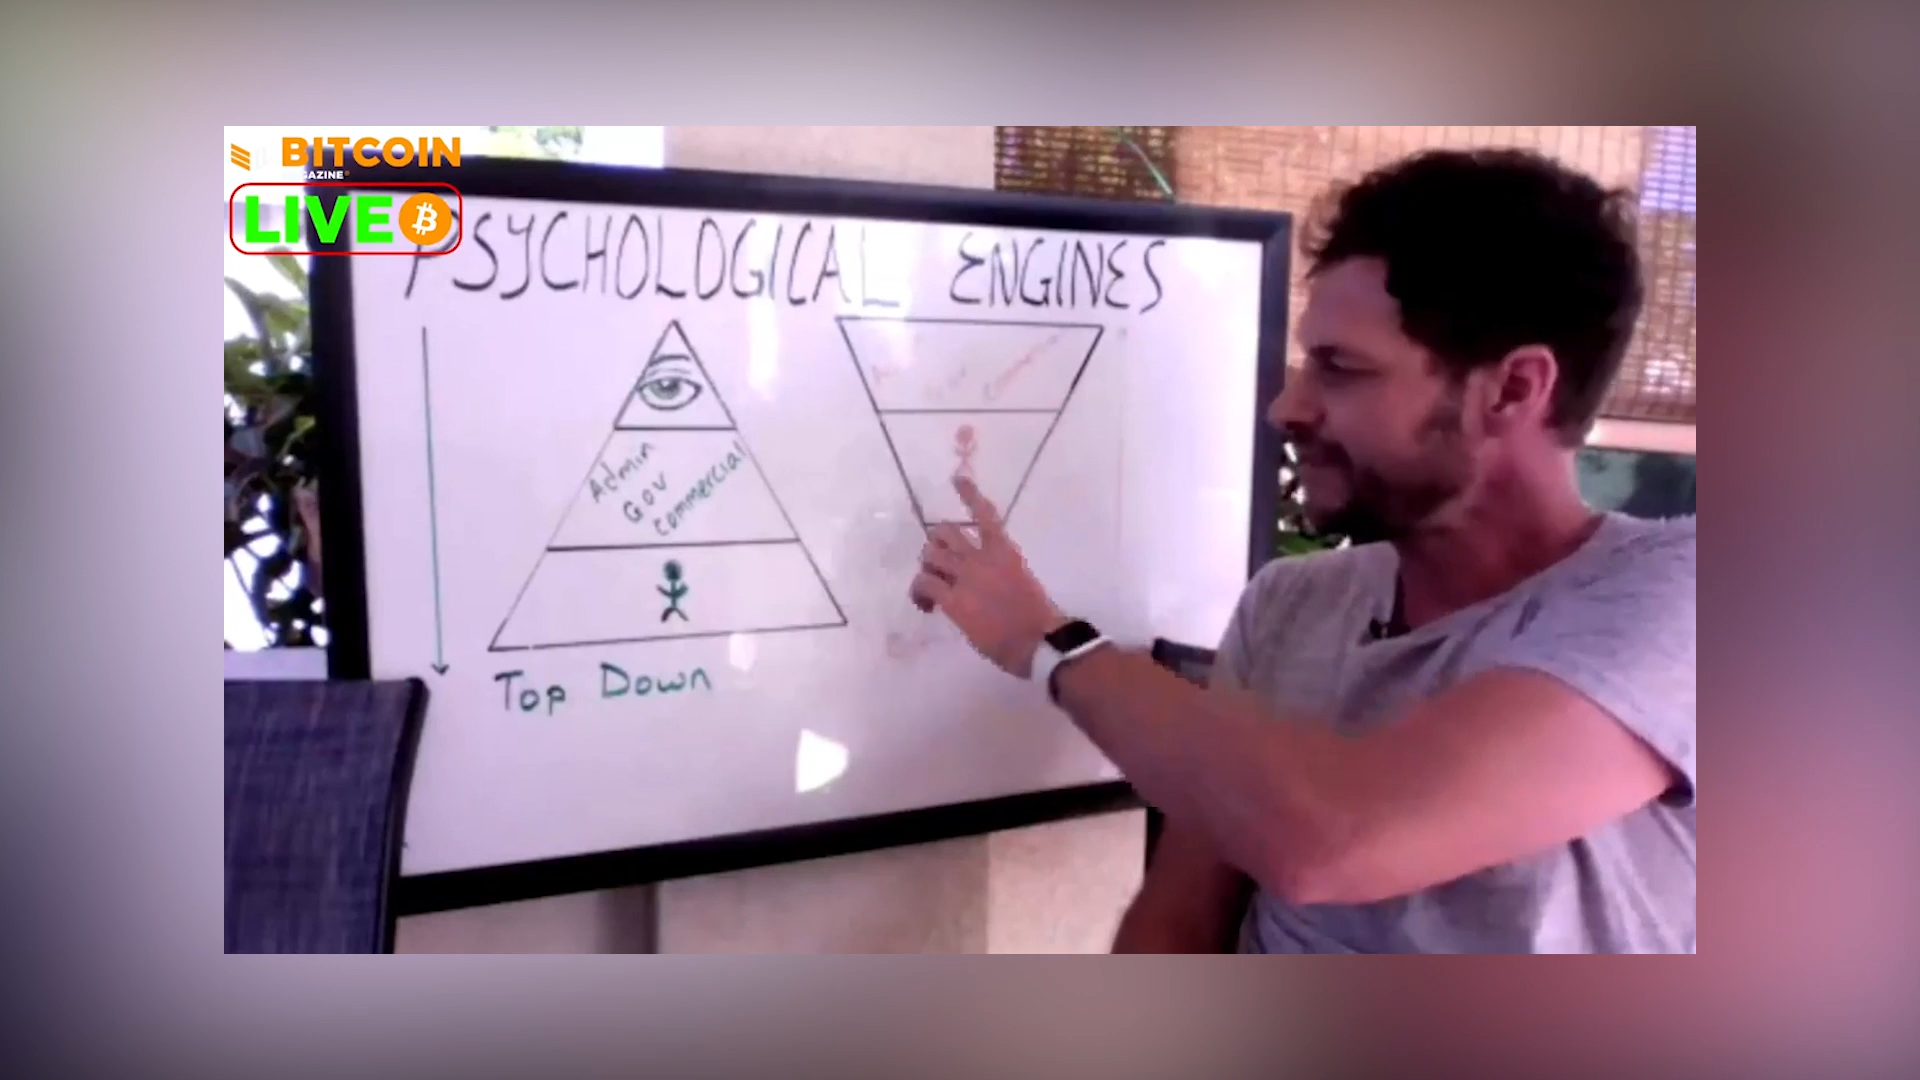 BITCOIN
MAGAZINE
LIVE
PSYCHOLOGICAL ENGINES
Admin
Gov
Commercial
Top Down